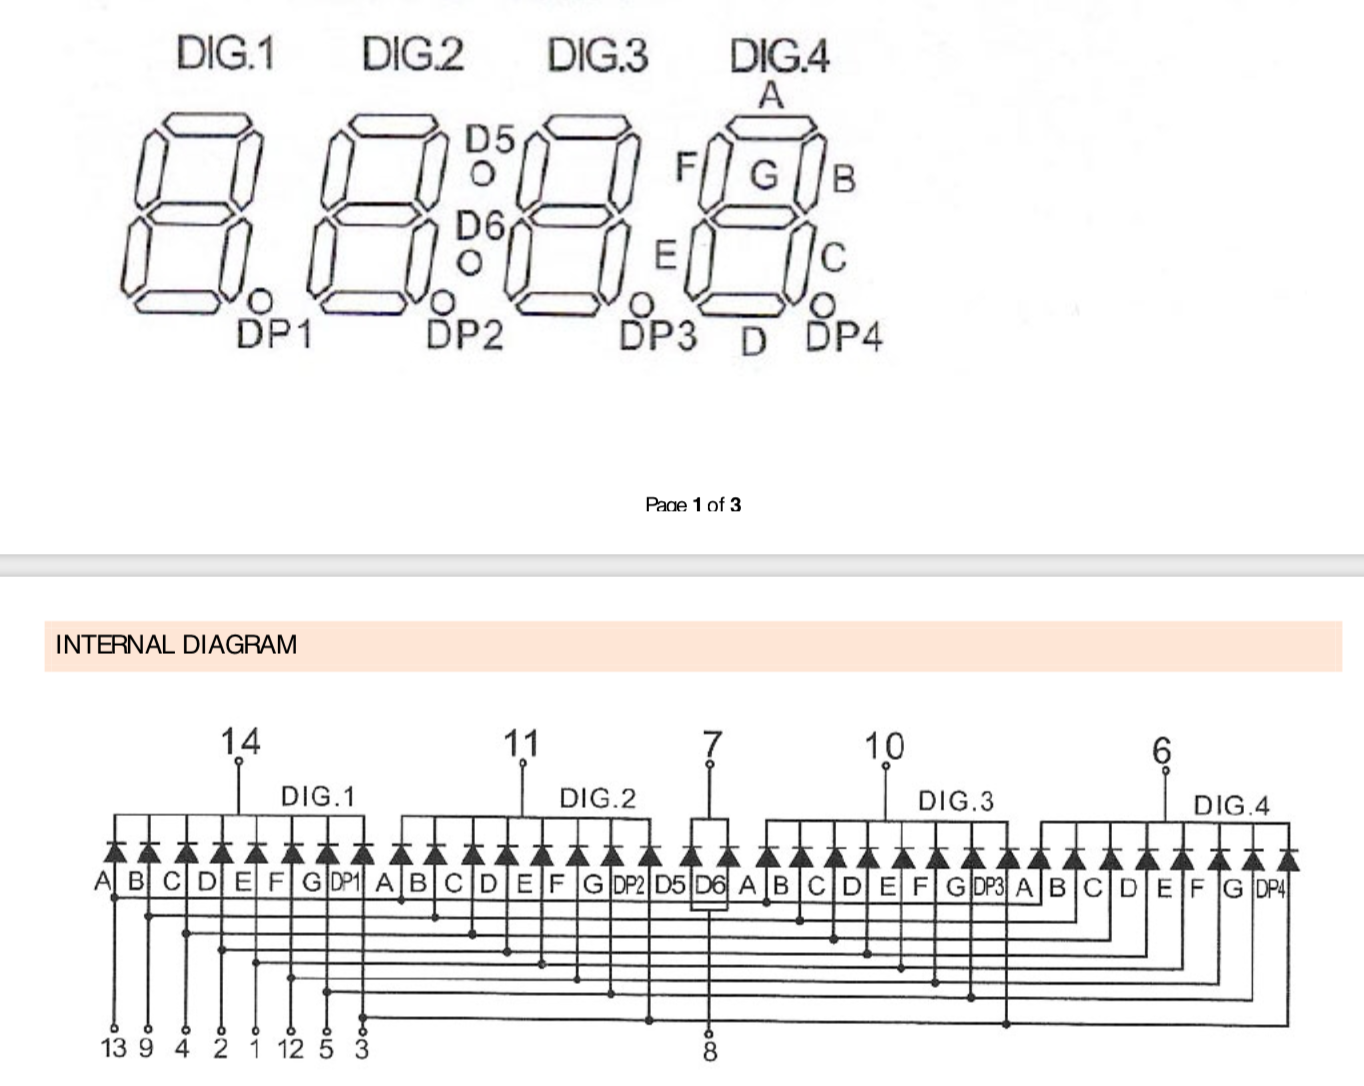 DIG.1 DIG.2 DIG.3 DIG.4
A
D5
F G B
D6
E C
DP1 DP2 DP3 D DP4
Page 1 of 3
INTERNAL DIAGRAM
14 11 7 10 6
DIG.1 DIG.2 DIG.3 DIG.4
A B C D E F G DP1 A B C D E F G DP2 D5 D6 A B C D E F G DP3 A B C D E F G DP4
13 9 4 2 1 12 5 3 8